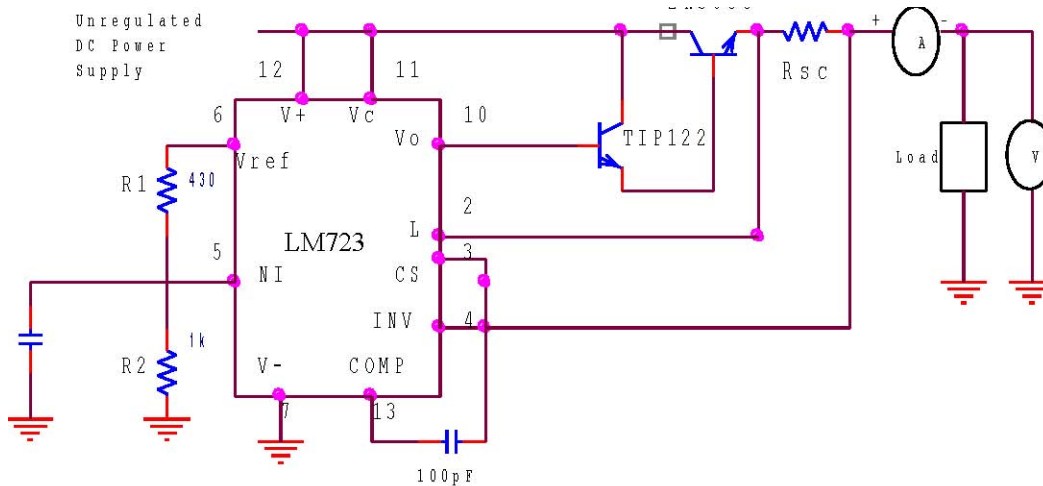 Unregulated
DC Power
Supply
12
11
Rsc
+
A
-
6
V+
Vc
10
Vo
TIP122
Vref
R1
430
Load
V
2
L
LM723
5
3
NI
CS
INV
4
1k
R2
V-
COMP
7
13
100pF